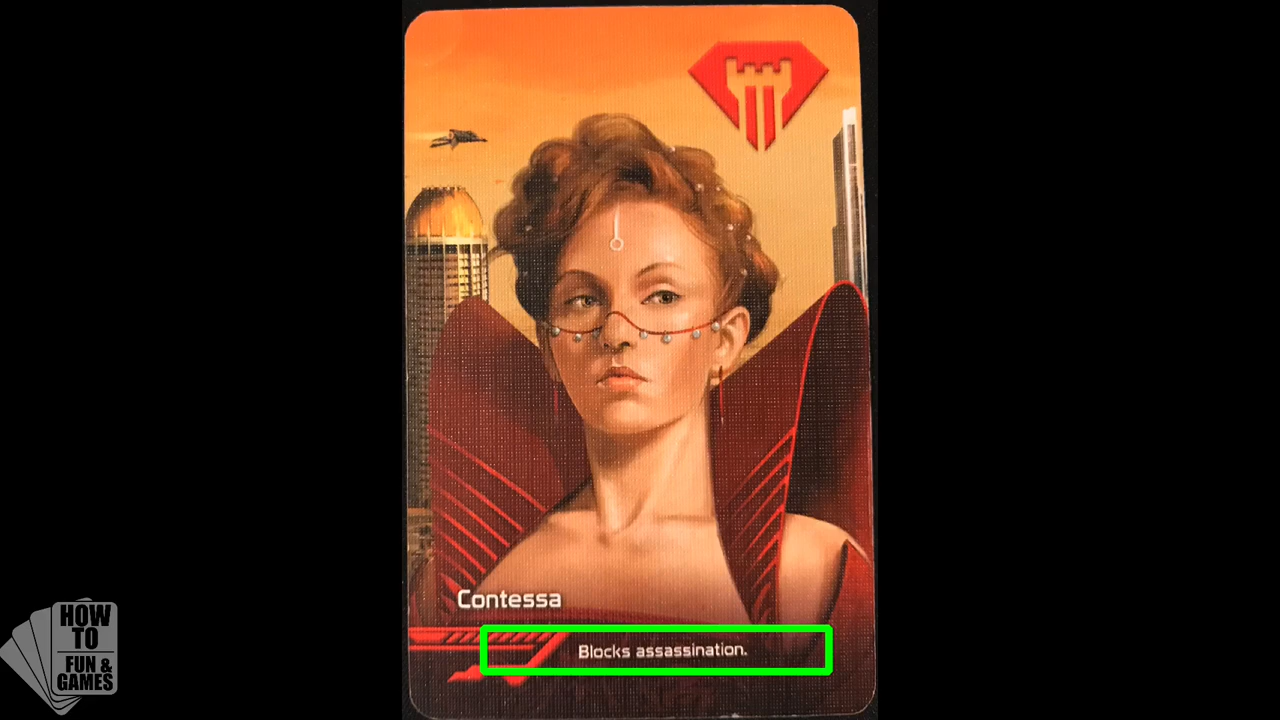 Contessa
Blocks assassination.
HOW
TO
FUN &
GAMES